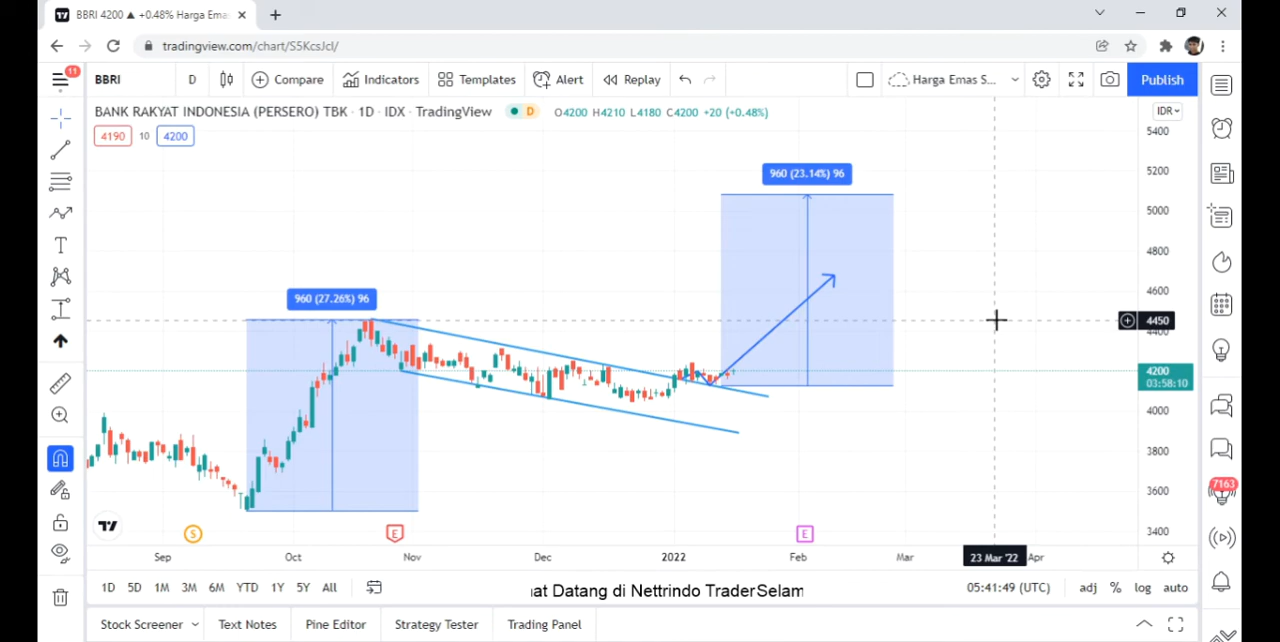 BBRI 4200 ▲ +0.48% Harga Ema
tradingview.com/chart/S5KcsJcl/
11
BBRI D Compare Indicators Templates Alert Replay Harga Emas S... Publish
BANK RAKYAT INDONESIA (PERSERO) TBK · 1D · IDX · TradingView D O4200 H4210 L4180 C4200 +20 (+0.48%)
IDR
4190 10 4200
5400
5200
960 (23.14%) 96
5000
4800
4600
960 (27.26%) 96
4450
4400
4200
03:58:10
4000
3800
3600
3400
7163
S E E
Sep Oct Nov Dec 2022 Feb Mar 23 Mar '22 Apr
1D 5D 1M 3M 6M YTD 1Y 5Y All 05:41:49 (UTC) adj % log auto
at Datang di Nettrindo TraderSelam
Stock Screener Text Notes Pine Editor Strategy Tester Trading Panel